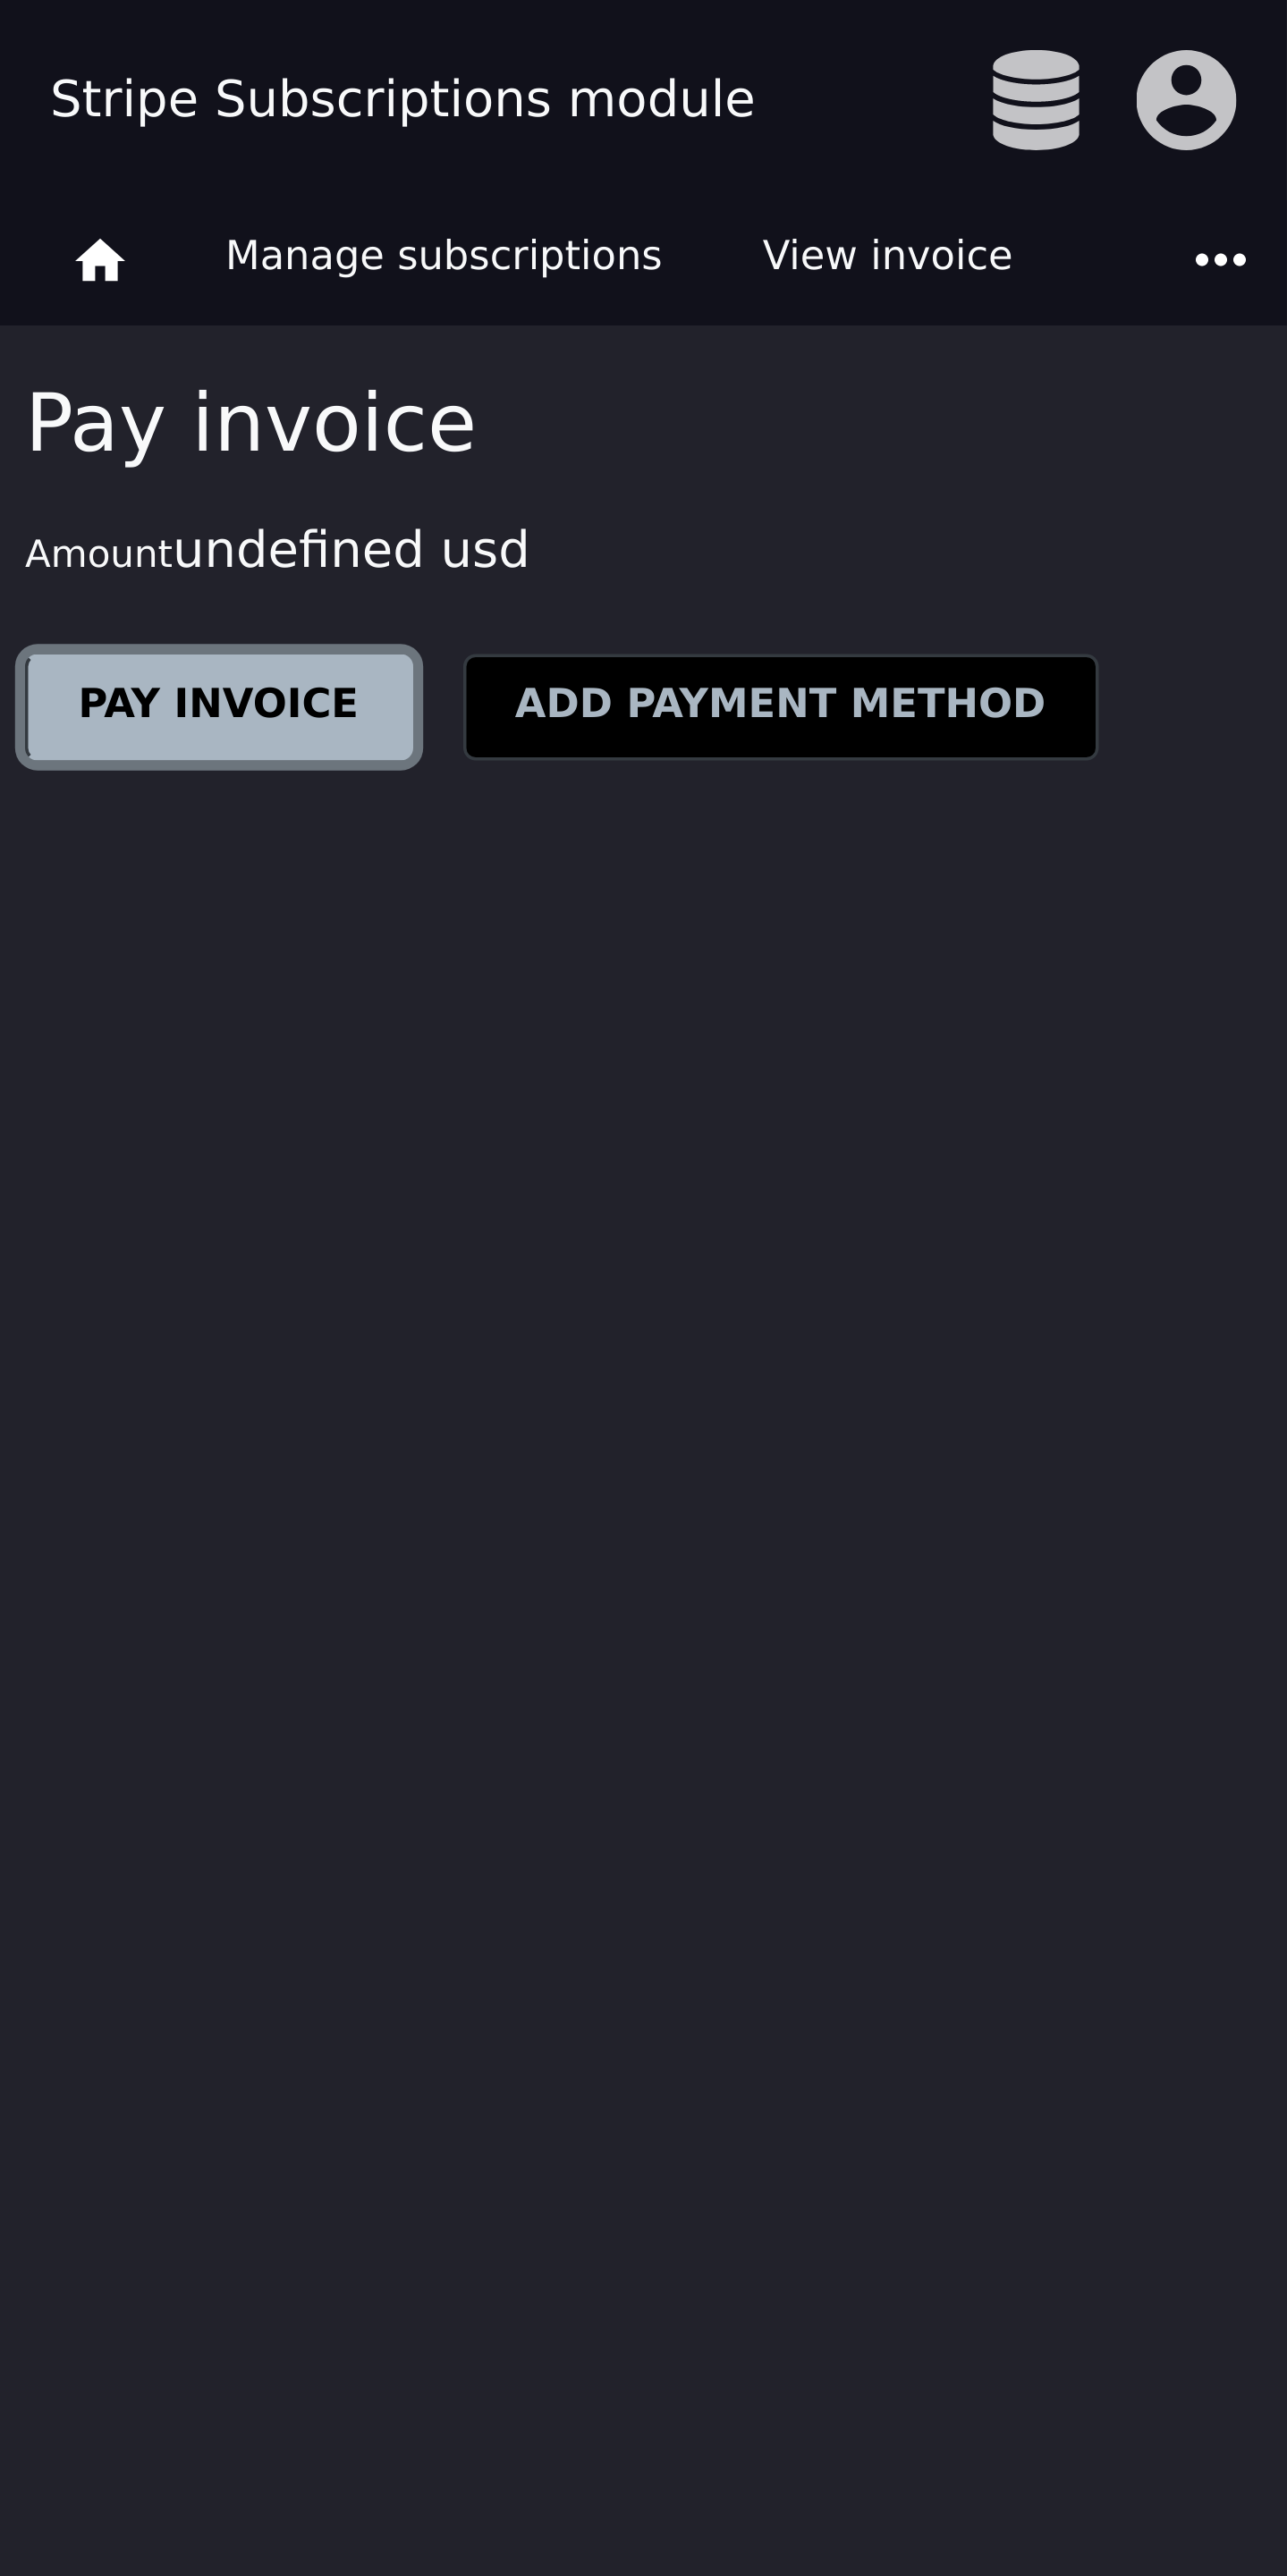 Stripe Subscriptions module
Manage subscriptions View invoice
Pay invoice
Amountundefined usd
PAY INVOICE ADD PAYMENT METHOD